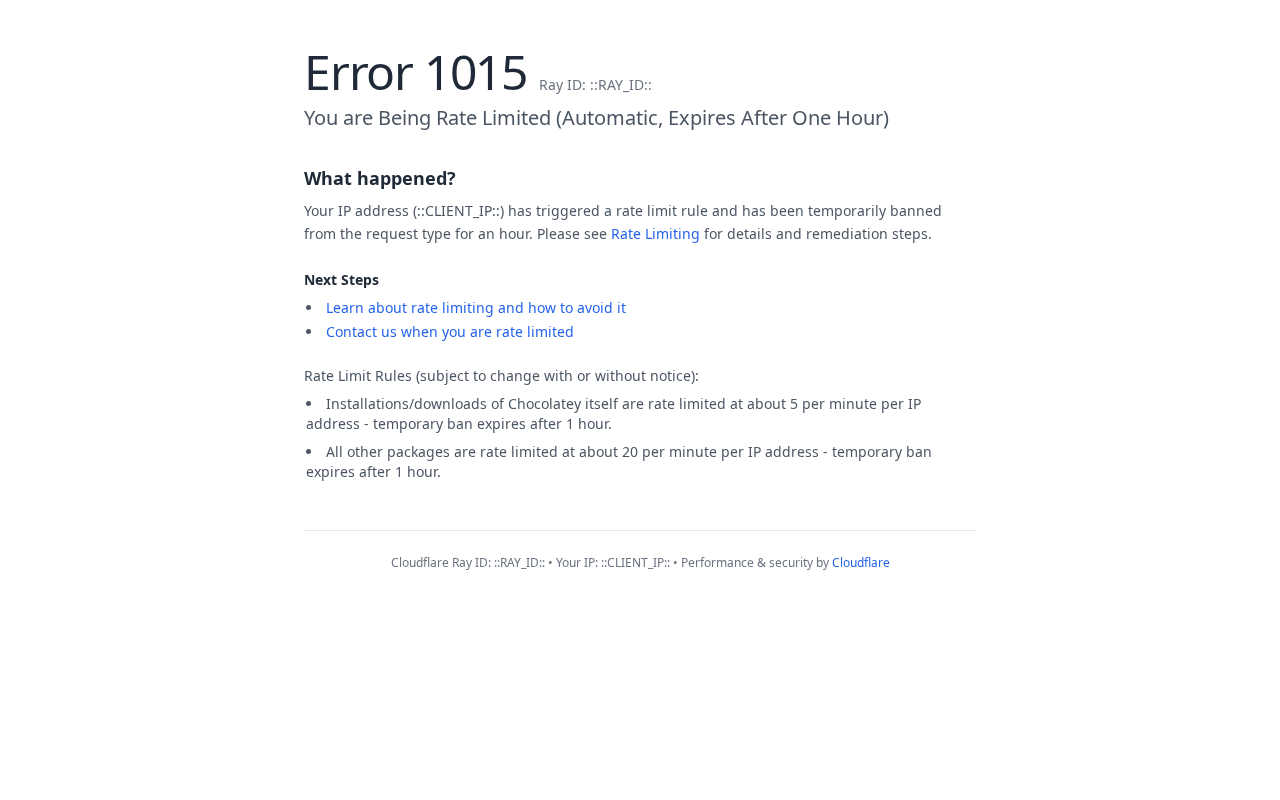 Error 1015 Ray ID: ::RAY_ID::
You are Being Rate Limited (Automatic, Expires After One Hour)
What happened?
Your IP address (::CLIENT_IP::) has triggered a rate limit rule and has been temporarily banned
from the request type for an hour. Please see Rate Limiting for details and remediation steps.
Next Steps
• Learn about rate limiting and how to avoid it
• Contact us when you are rate limited
Rate Limit Rules (subject to change with or without notice):
• Installations/downloads of Chocolatey itself are rate limited at about 5 per minute per IP
address - temporary ban expires after 1 hour.
• All other packages are rate limited at about 20 per minute per IP address - temporary ban
expires after 1 hour.
Cloudflare Ray ID: ::RAY_ID:: • Your IP: ::CLIENT_IP:: • Performance & security by Cloudflare